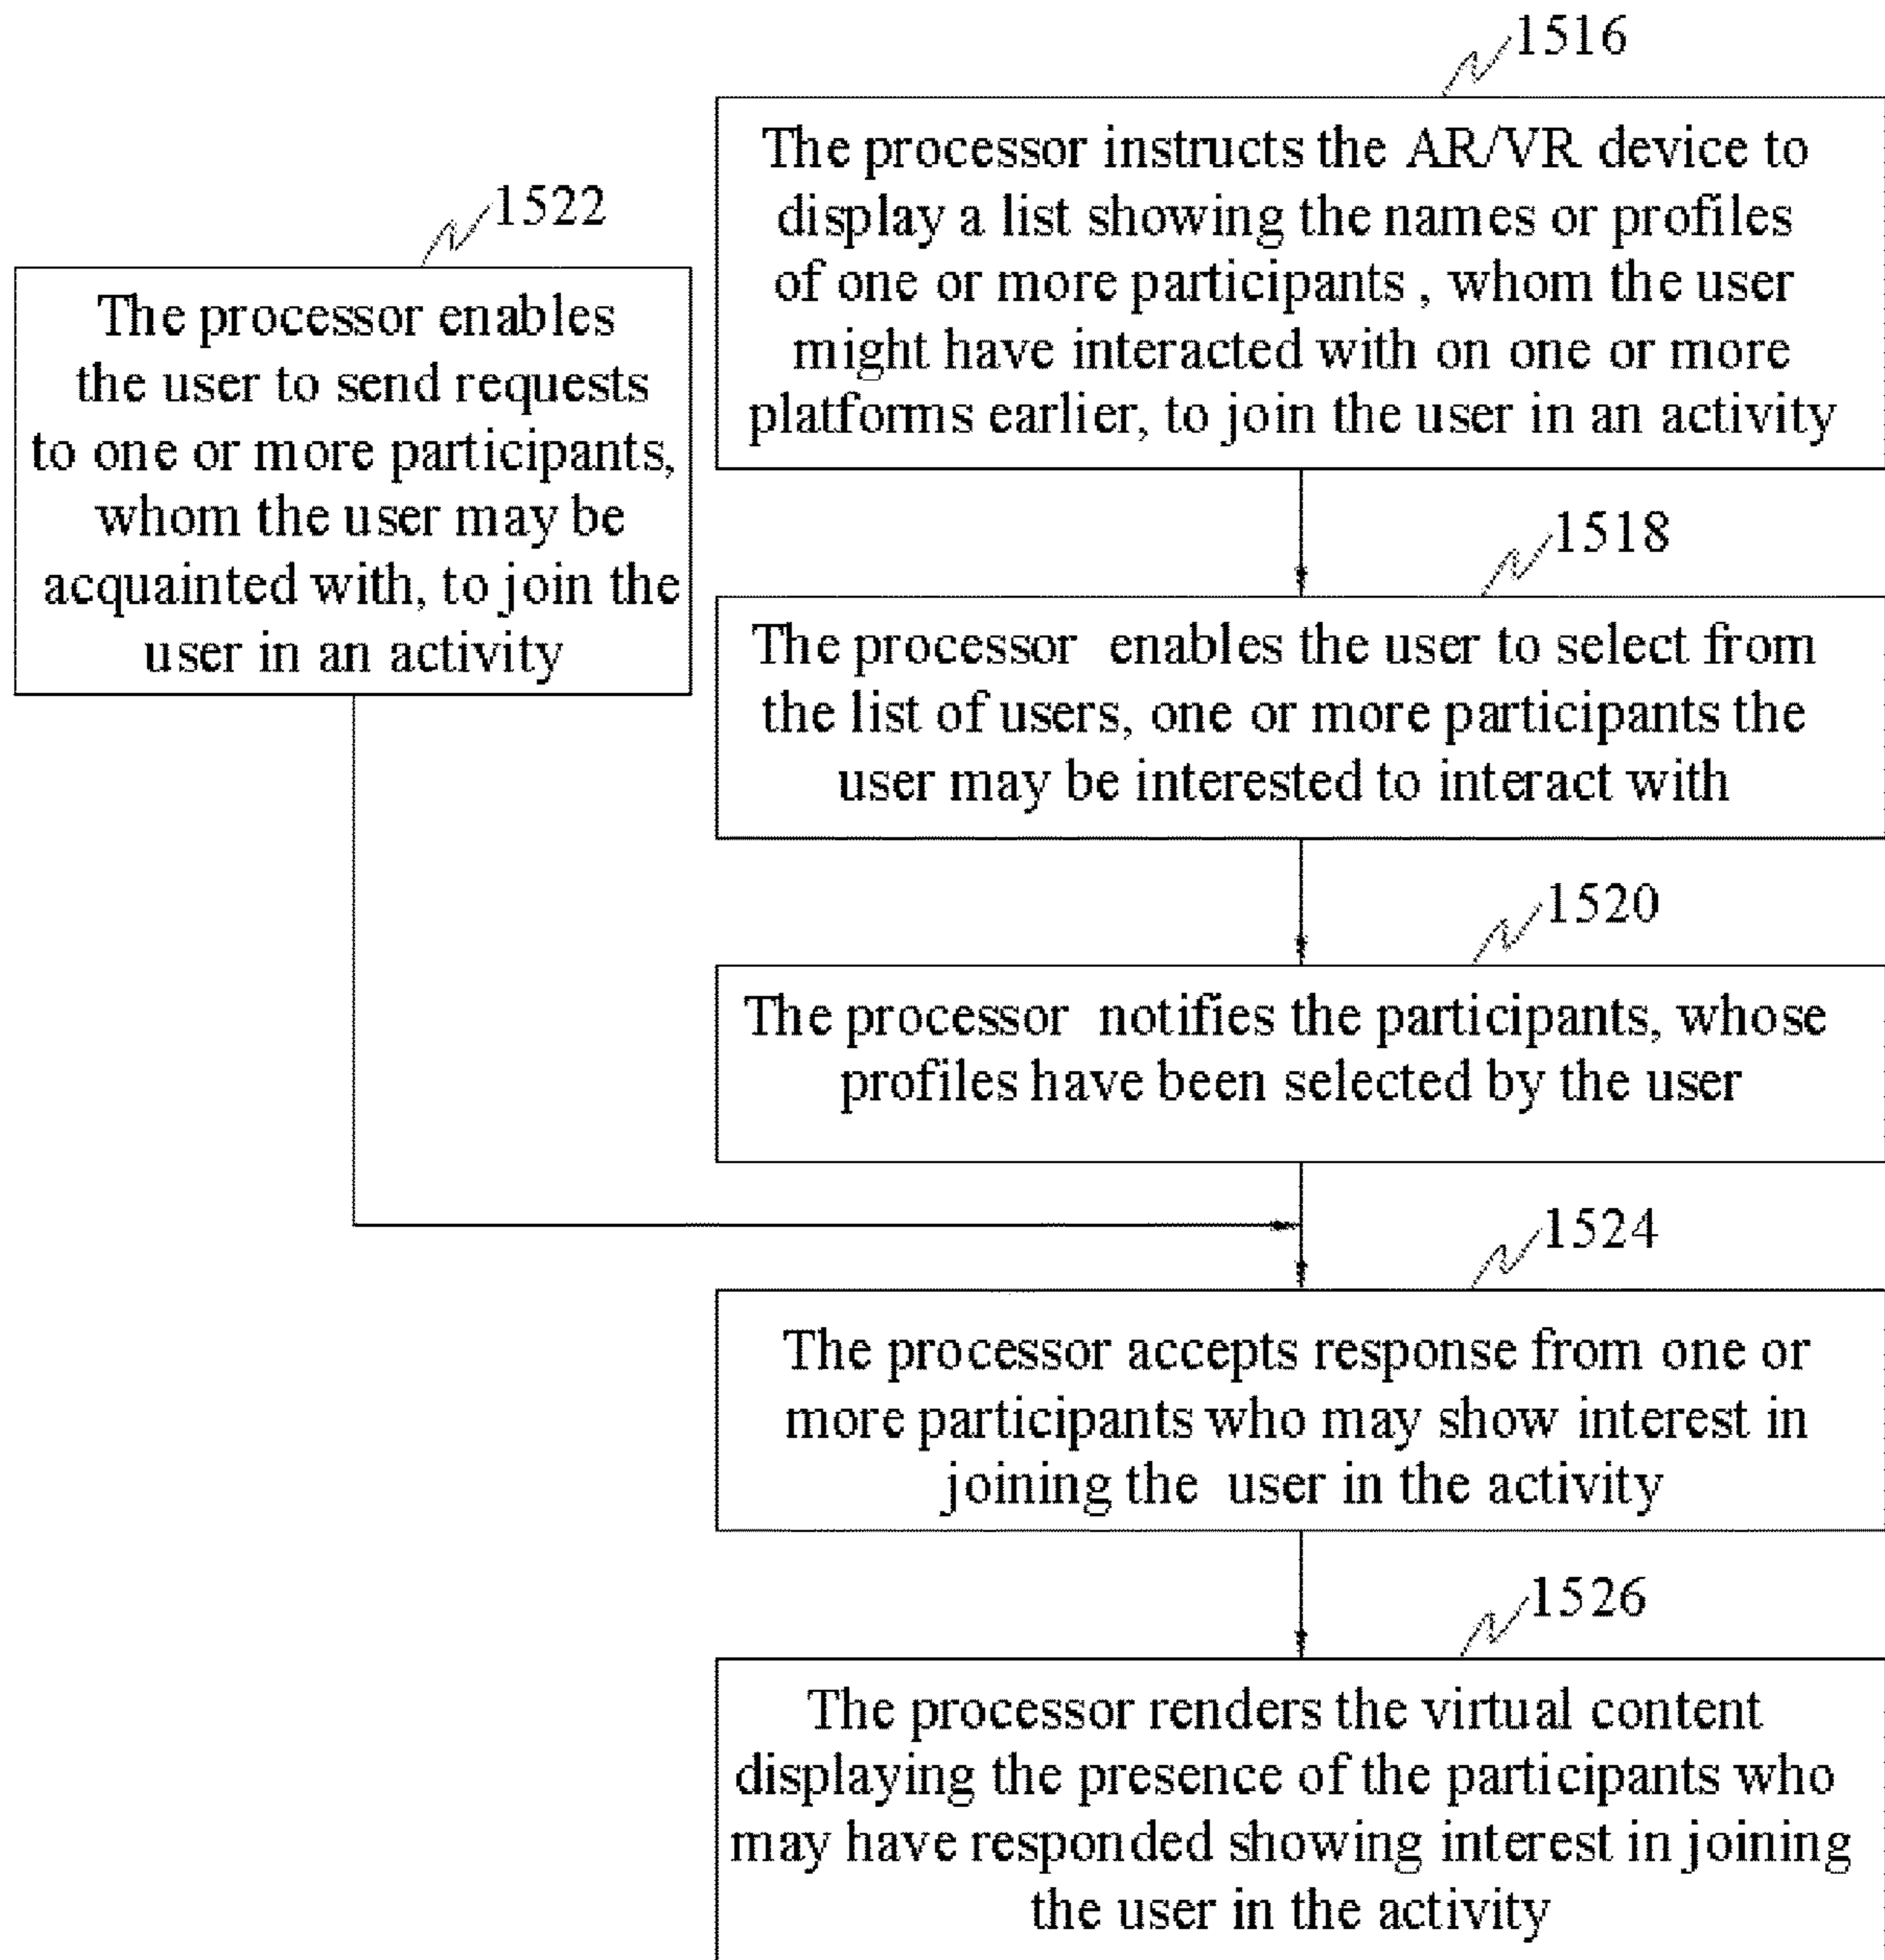 1516
The processor instructs the AR/VR device to
display a list showing the names or profiles
of one or more participants , whom the user
might have interacted with on one or more
platforms earlier, to join the user in an activity
1522
The processor enables
the user to send requests
to one or more participants,
whom the user may be
acquainted with, to join the
user in an activity
1518
The processor enables the user to select from
the list of users, one or more participants the
user may be interested to interact with
1520
The processor notifies the participants, whose
profiles have been selected by the user
1524
The processor accepts response from one or
more participants who may show interest in
joining the user in the activity
1526
The processor renders the virtual content
displaying the presence of the participants who
may have responded showing interest in joining
the user in the activity